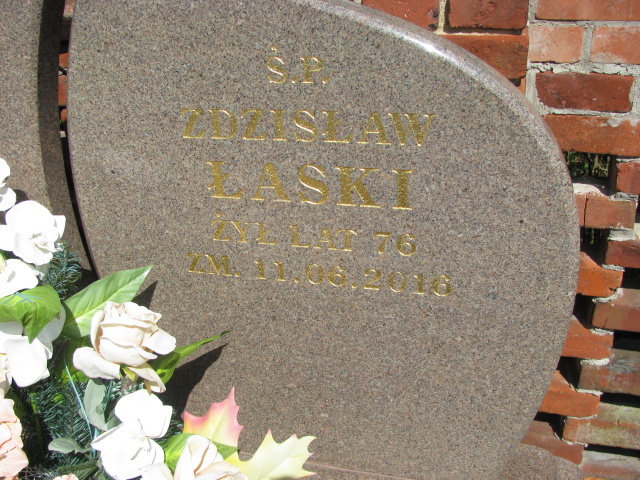 Ś.P.
ZDZISŁAW
ŁASKI
ŻYŁ LAT 76
ZM. 11.06.2016